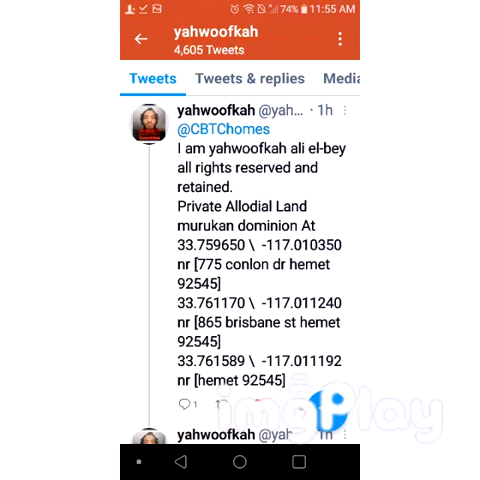 74% 11:55 AM
yahwoofkah
4,605 Tweets
Tweets Tweets & replies Media
yahwoofkah @yah... · 1h
@CBTChomes
I am yahwoofkah ali el-bey
all rights reserved and
retained.
Private Allodial Land
murukan dominion At
33.759650 \ -117.010350
nr [775 conlon dr hemet
92545]
33.761170 \ -117.011240
nr [865 brisbane st hemet
92545]
33.761589 \ -117.011192
nr [hemet 92545]
1
imgPlay
yahwoofkah @yah... · 1h